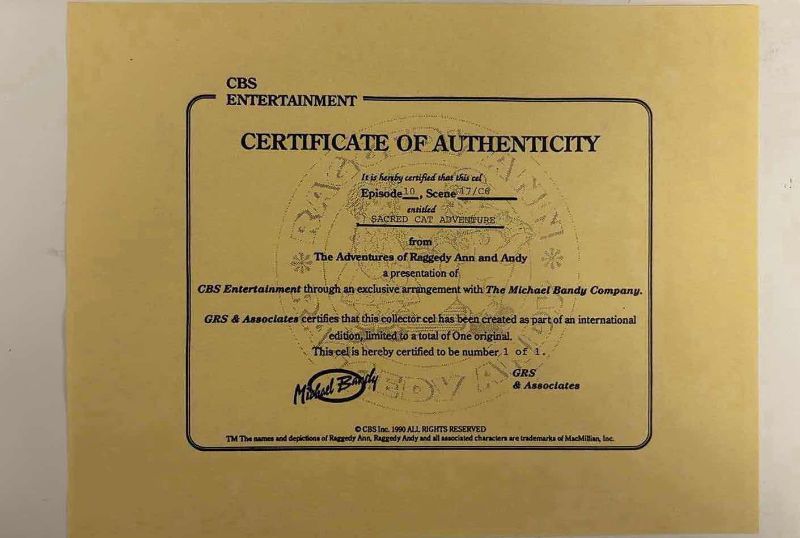 CBS
ENTERTAINMENT
CERTIFICATE OF AUTHENTICITY
It is hereby certified that this cel
Episode 10, Scene 17/C6
entitled
SACRED CAT ADVENTURE
from
The Adventures of Raggedy Ann and Andy
a presentation of
CBS Entertainment through an exclusive arrangement with The Michael Bandy Company.
GRS & Associates certifies that this collector cel has been created as part of an international
edition, limited to a total of One original.
This cel is hereby certified to be number 1 of 1.
Michael Bandy
GRS
& Associates
© CBS Inc. 1990 ALL RIGHTS RESERVED
TM The names and depictions of Raggedy Ann, Raggedy Andy and all associated characters are trademarks of MacMillian, Inc.